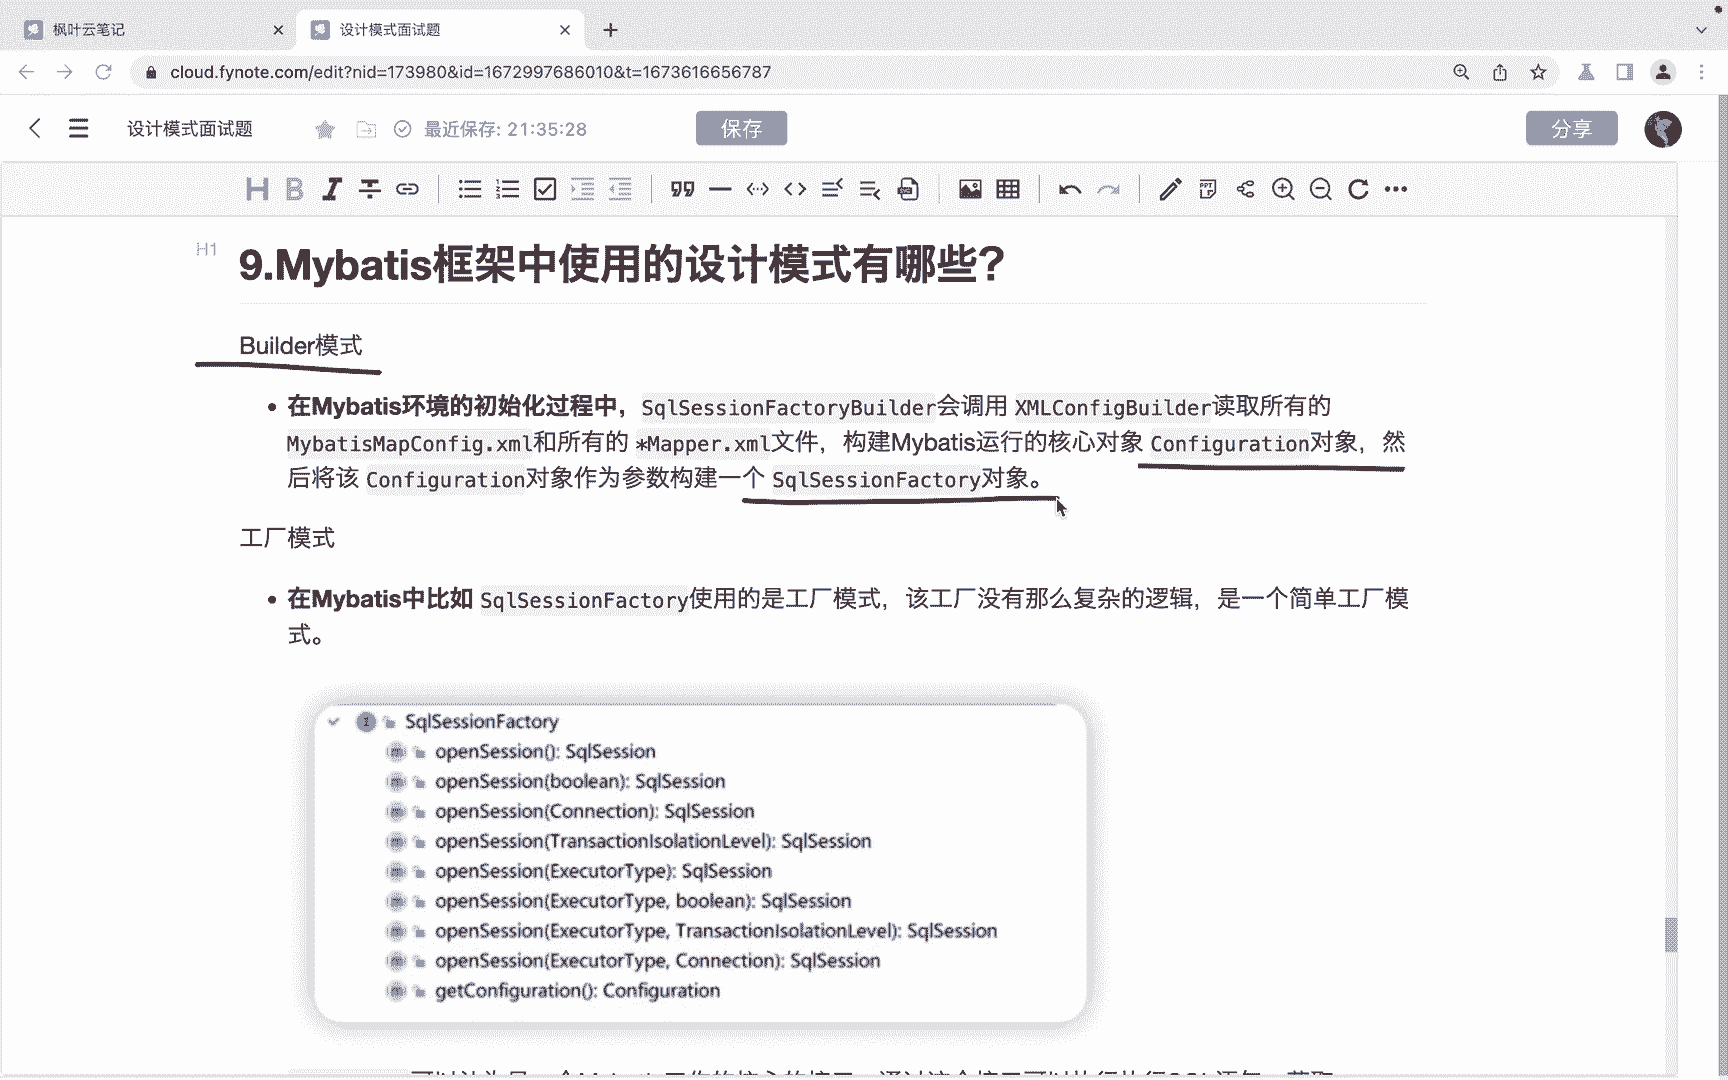 枫叶云笔记
设计模式面试题
cloud.fynote.com/edit?nid=173980&id=1672997686010&t=1673616656787
设计模式面试题
最近保存: 21:35:28
保存
分享
H1
9.Mybatis框架中使用的设计模式有哪些?
Builder模式
在Mybatis环境的初始化过程中，SqlSessionFactoryBuilder会调用 XMLConfigBuilder读取所有的
MybatisMapConfig.xml和所有的 *Mapper.xml文件，构建Mybatis运行的核心对象 Configuration对象，然
后将该 Configuration对象作为参数构建一个 SqlSessionFactory对象。
工厂模式
在Mybatis中比如 SqlSessionFactory使用的是工厂模式，该工厂没有那么复杂的逻辑，是一个简单工厂模
式。
SqlSessionFactory
openSession(): SqlSession
openSession(boolean): SqlSession
openSession(Connection): SqlSession
openSession(TransactionIsolationLevel): SqlSession
openSession(ExecutorType): SqlSession
openSession(ExecutorType, boolean): SqlSession
openSession(ExecutorType, TransactionIsolationLevel): SqlSession
openSession(ExecutorType, Connection): SqlSession
getConfiguration(): Configuration